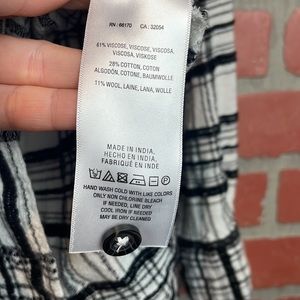 RN : 66170 CA : 32054
61% VISCOSE, VISCOSE, VISCOSA,
VISCOSA, VISKOSE
28% COTTON, COTON
ALGODÓN, COTONE, BAUMWOLLE
11% WOOL, LAINE, LANA, WOLLE
MADE IN INDIA,
HECHO EN INDIA,
FABRIQUÉ EN INDE
HAND WASH COLD WITH LIKE COLORS
ONLY NON CHLORINE BLEACH
IF NEEDED, LINE DRY
COOL IRON IF NEEDED
MAY BE DRY CLEANED